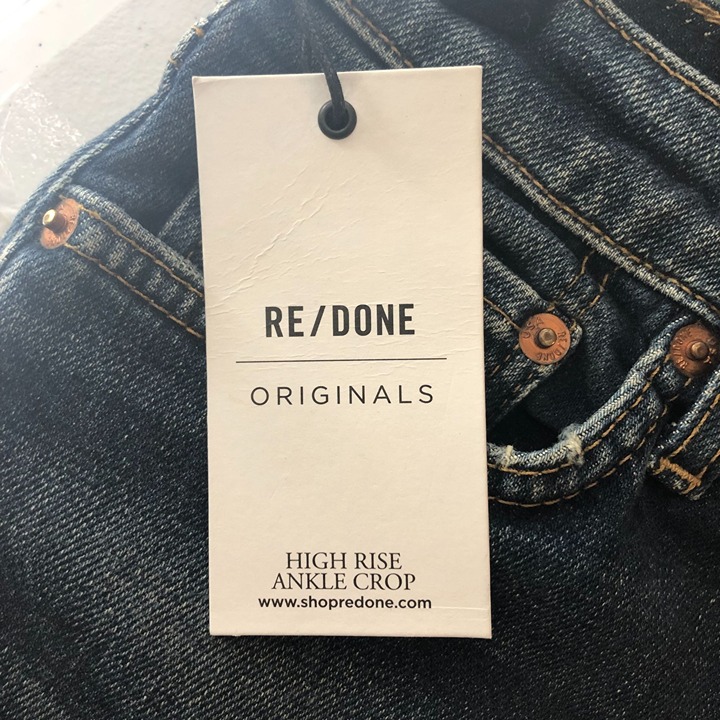 RE/DONE
ORIGINALS
HIGH RISE
ANKLE CROP
www.shopredone.com